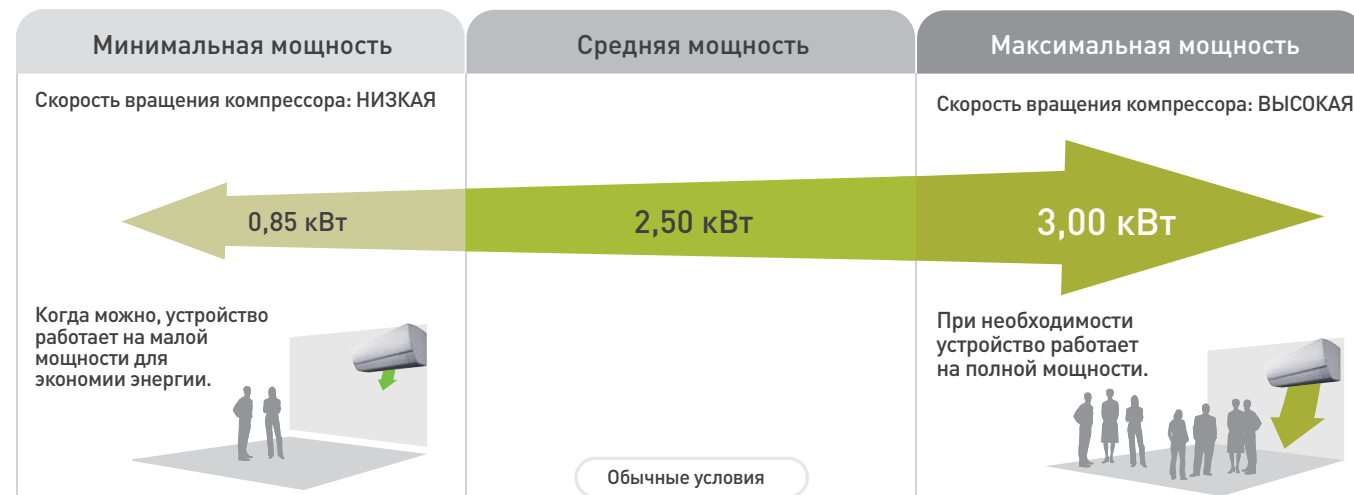 Минимальная мощность
Средняя мощность
Максимальная мощность
Скорость вращения компрессора: НИЗКАЯ
Скорость вращения компрессора: ВЫСОКАЯ
0,85 кВт
2,50 кВт
3,00 кВт
Когда можно, устройство
работает на малой
мощности для
экономии энергии.
При необходимости
устройство работает
на полной мощности.
Обычные условия